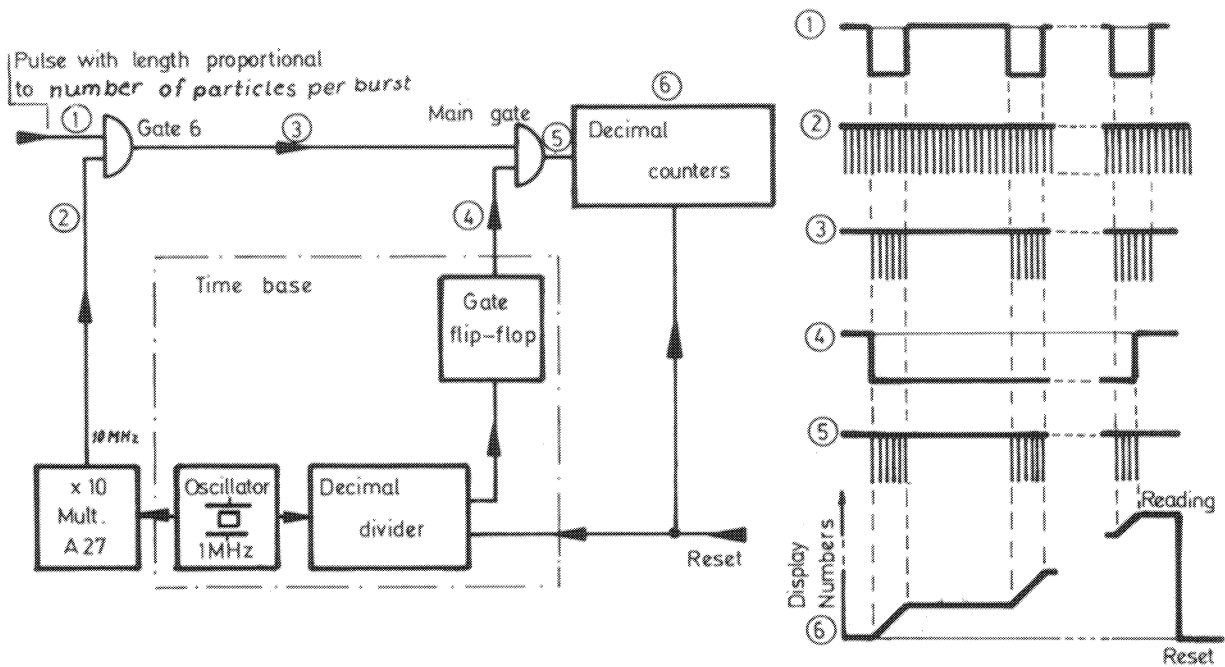 Pulse with length proportional
to number of particles per burst
①
Gate 6
③
Main gate
⑤
⑥
Decimal
counters
②
④
Time base
Gate
flip-flop
10 MHz
x 10
Mult.
A 27
Oscillator
1MHz
Decimal
divider
Reset
①
②
③
④
⑤
⑥
Display
Numbers
Reading
Reset